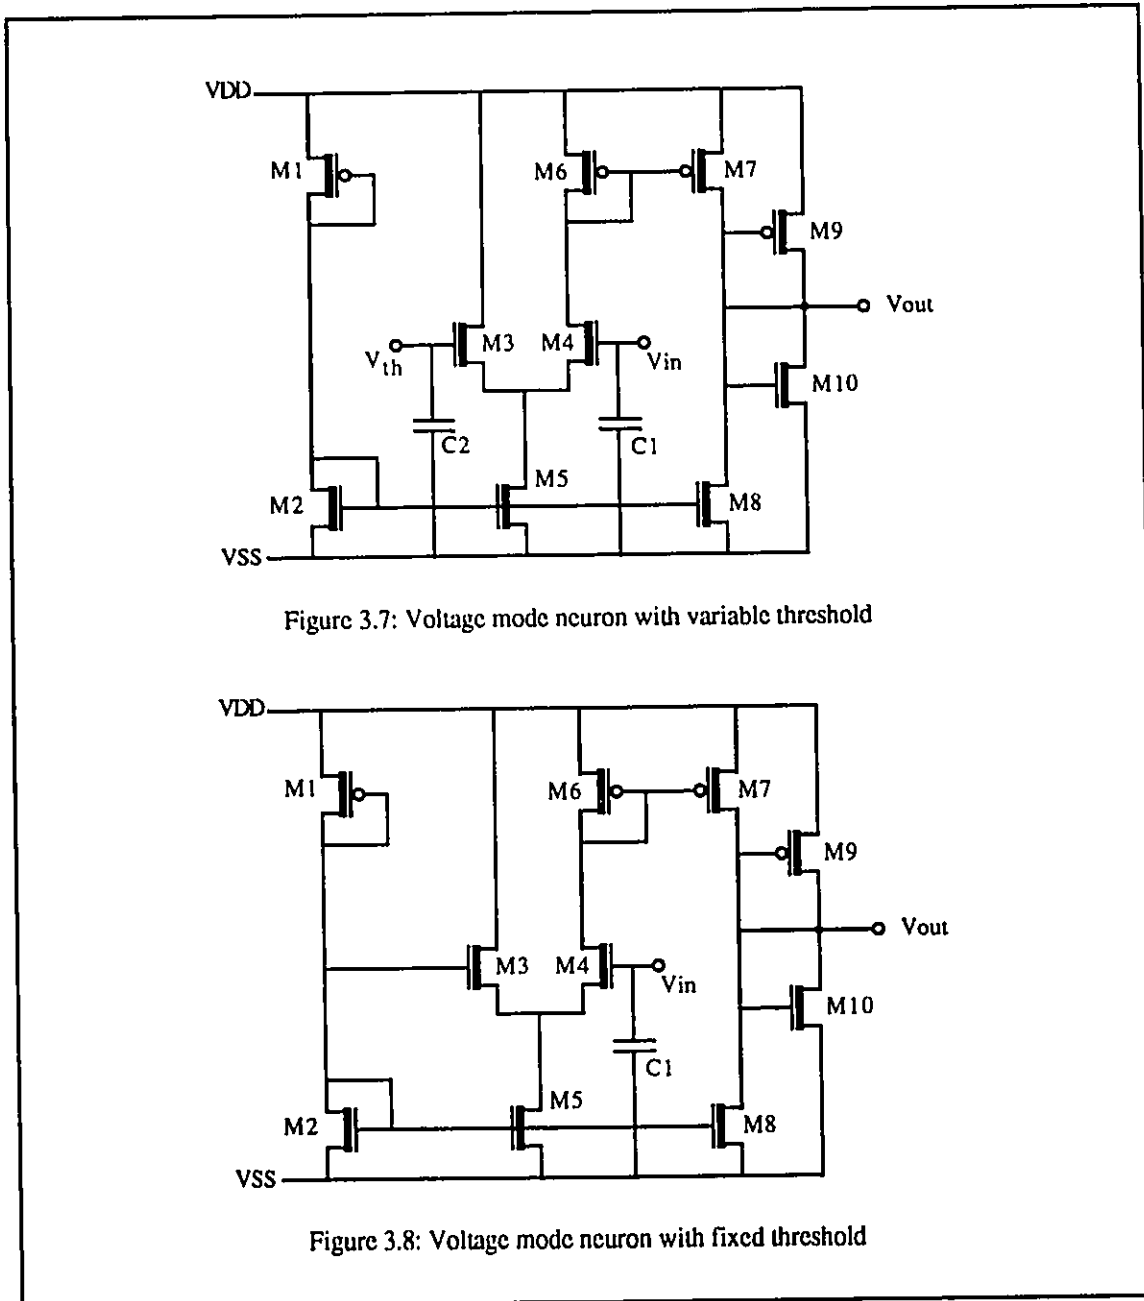 VDD
M1
M6
M7
M9
Vout
M3
M4
Vth
Vin
M10
C2
C1
M5
M2
M8
VSS
Figure 3.7: Voltage mode neuron with variable threshold
VDD
M1
M6
M7
M9
Vout
M3
M4
Vin
M10
C1
M5
M2
M8
VSS
Figure 3.8: Voltage mode neuron with fixed threshold